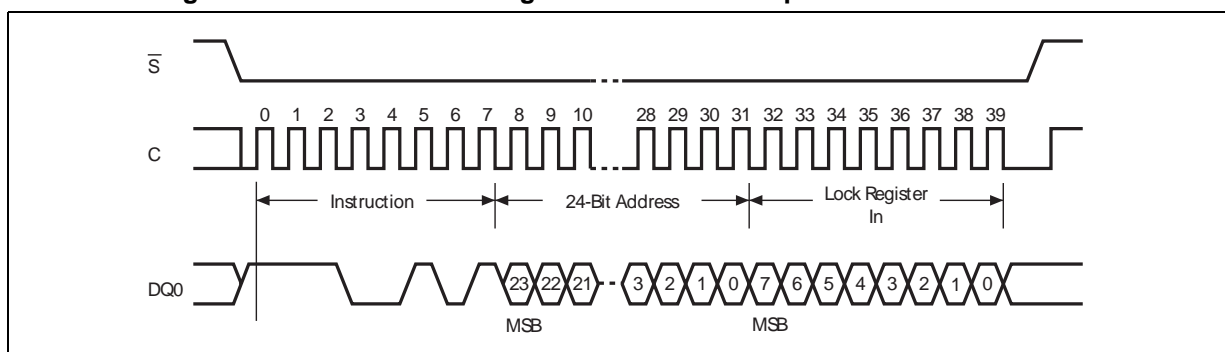 S̅
0 1 2 3 4 5 6 7 8 9 10 28 29 30 31 32 33 34 35 36 37 38 39
C
Instruction 24-Bit Address Lock Register
In
DQ0 23 22 21 3 2 1 0 7 6 5 4 3 2 1 0
MSB MSB